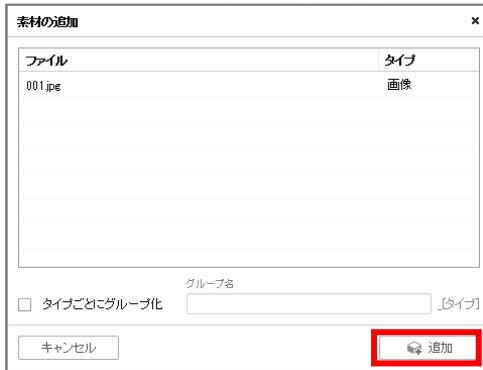 素材の追加
ファイル タイプ
001.jpg 画像
グループ名
タイプごとにグループ化 _[タイプ]
キャンセル 追加